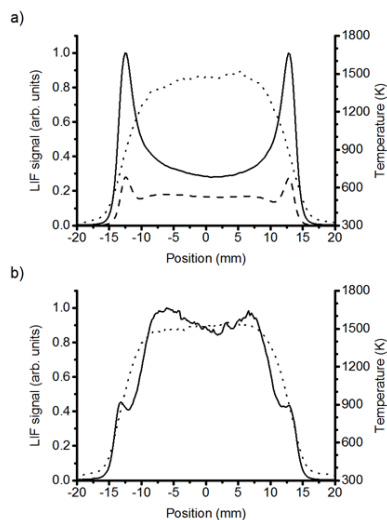 a)
1.0
0.8
0.6
0.4
0.2
0.0
LIF signal (arb. units)
1800
1500
1200
900
600
300
Temperature (K)
-20 -15 -10 -5 0 5 10 15 20
Position (mm)
b)
1.0
0.8
0.6
0.4
0.2
0.0
LIF signal (arb. units)
1800
1500
1200
900
600
300
Temperature (K)
-20 -15 -10 -5 0 5 10 15 20
Position (mm)